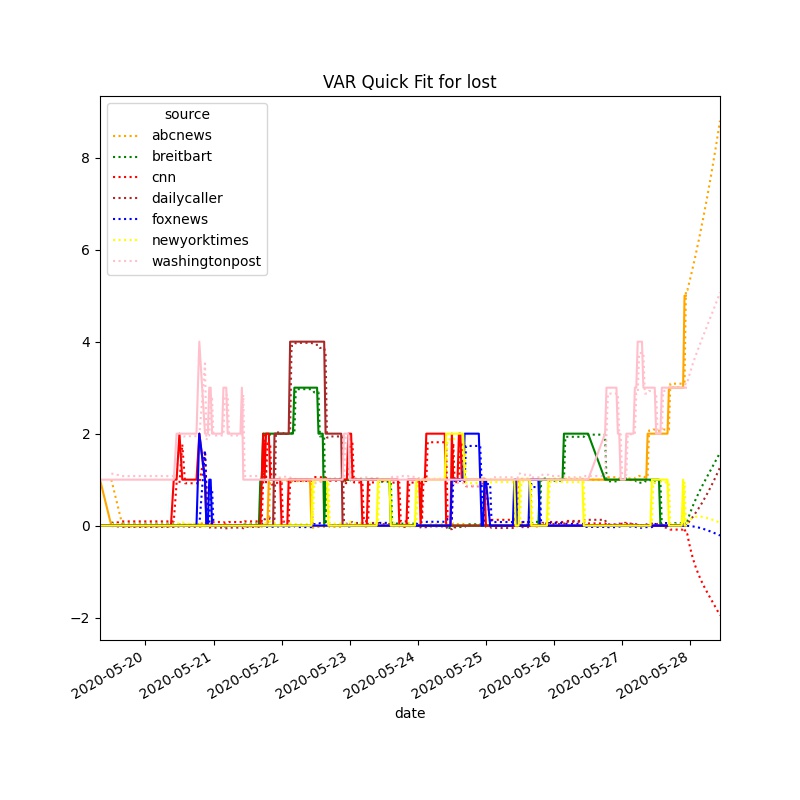 VAR Quick Fit for lost
source
abcnews
breitbart
cnn
dailycaller
foxnews
newyorktimes
washingtonpost
8
6
4
2
0
−2
2020-05-20
2020-05-21
2020-05-22
2020-05-23
2020-05-24
2020-05-25
2020-05-26
2020-05-27
2020-05-28
date